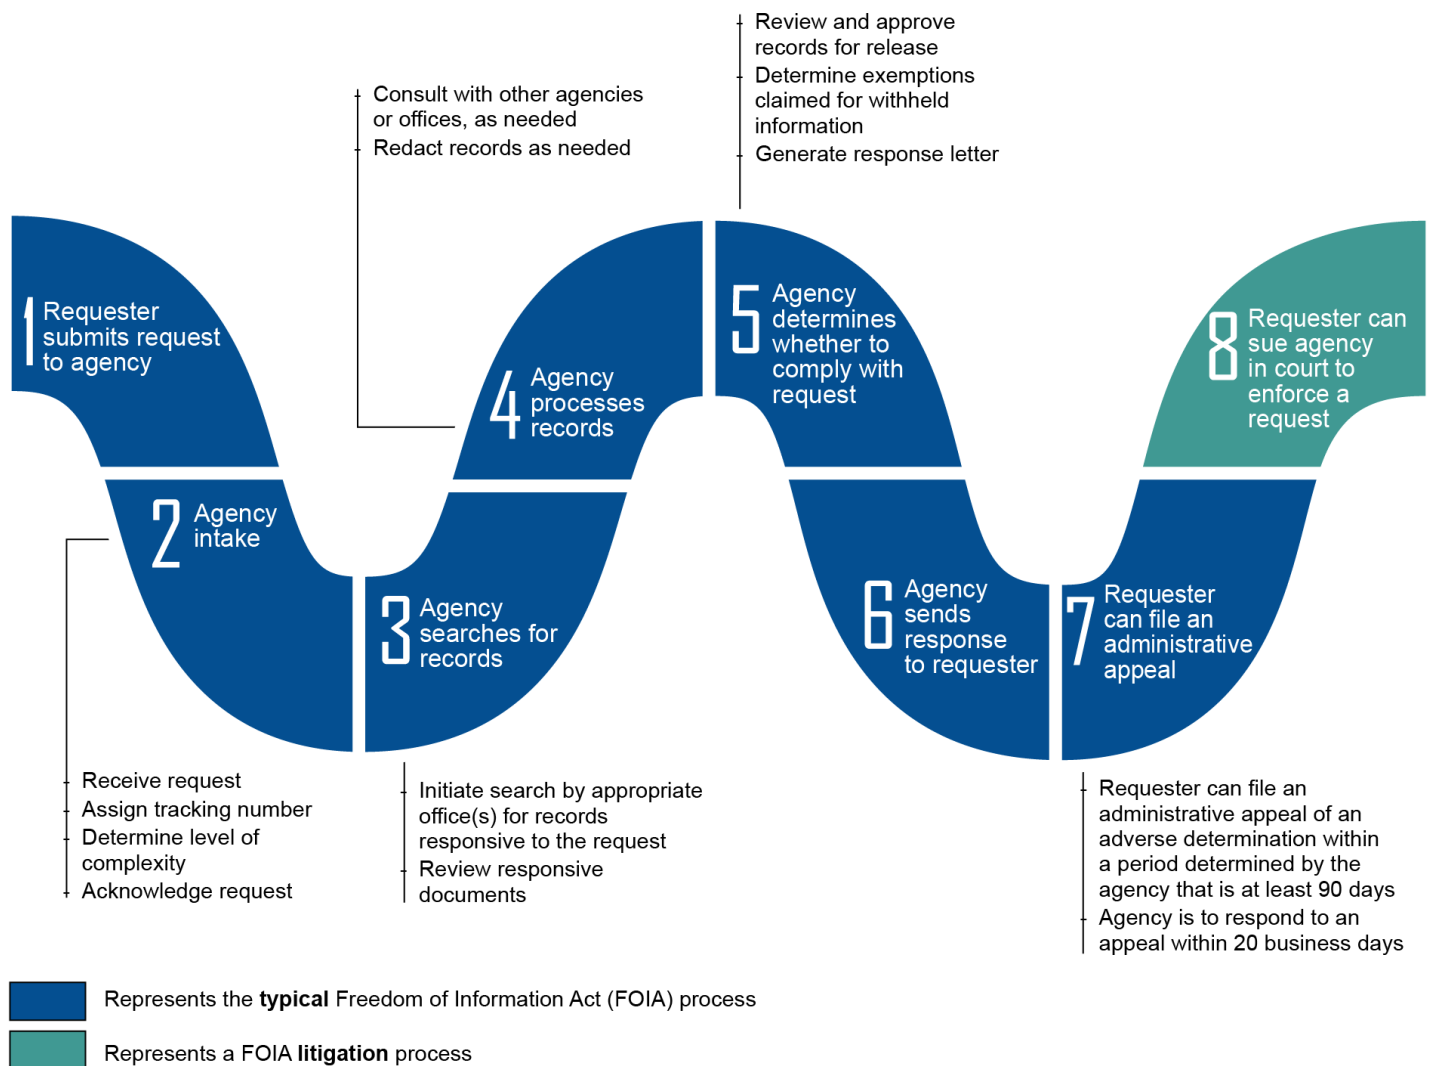 1 Requester
submits request
to agency
2 Agency
intake
Receive request
Assign tracking number
Determine level of
complexity
Acknowledge request
3 Agency
searches for
records
Initiate search by appropriate
office(s) for records
responsive to the request
Review responsive
documents
4 Agency
processes
records
Consult with other agencies
or offices, as needed
Redact records as needed
5 Agency
determines
whether to
comply with
request
Review and approve
records for release
Determine exemptions
claimed for withheld
information
Generate response letter
6 Agency
sends
response
to requester
7 Requester
can file an
administrative
appeal
Requester can file an
administrative appeal of an
adverse determination within
a period determined by the
agency that is at least 90 days
Agency is to respond to an
appeal within 20 business days
8 Requester can
sue agency
in court to
enforce a
request
Represents the typical Freedom of Information Act (FOIA) process
Represents a FOIA litigation process